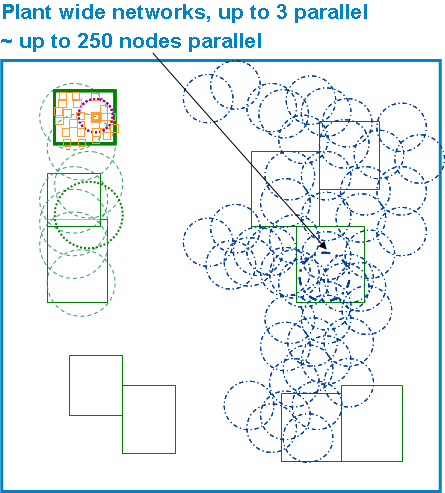 Plant wide networks, up to 3 parallel
~ up to 250 nodes parallel